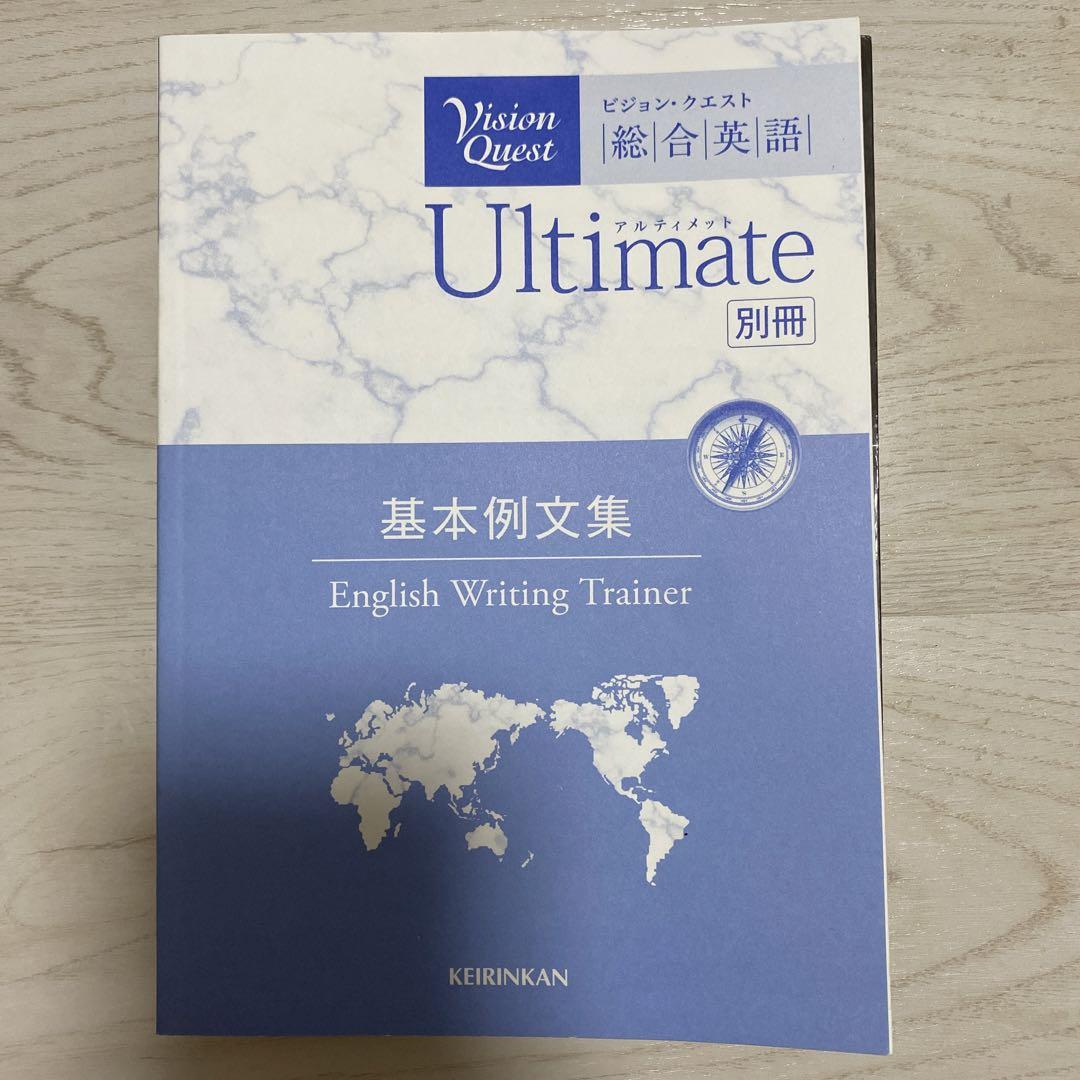 Vision
Quest
ビジョン・クエスト
総合英語
アルティメット
Ultimate
別冊
基本例文集
English Writing Trainer
KEIRINKAN